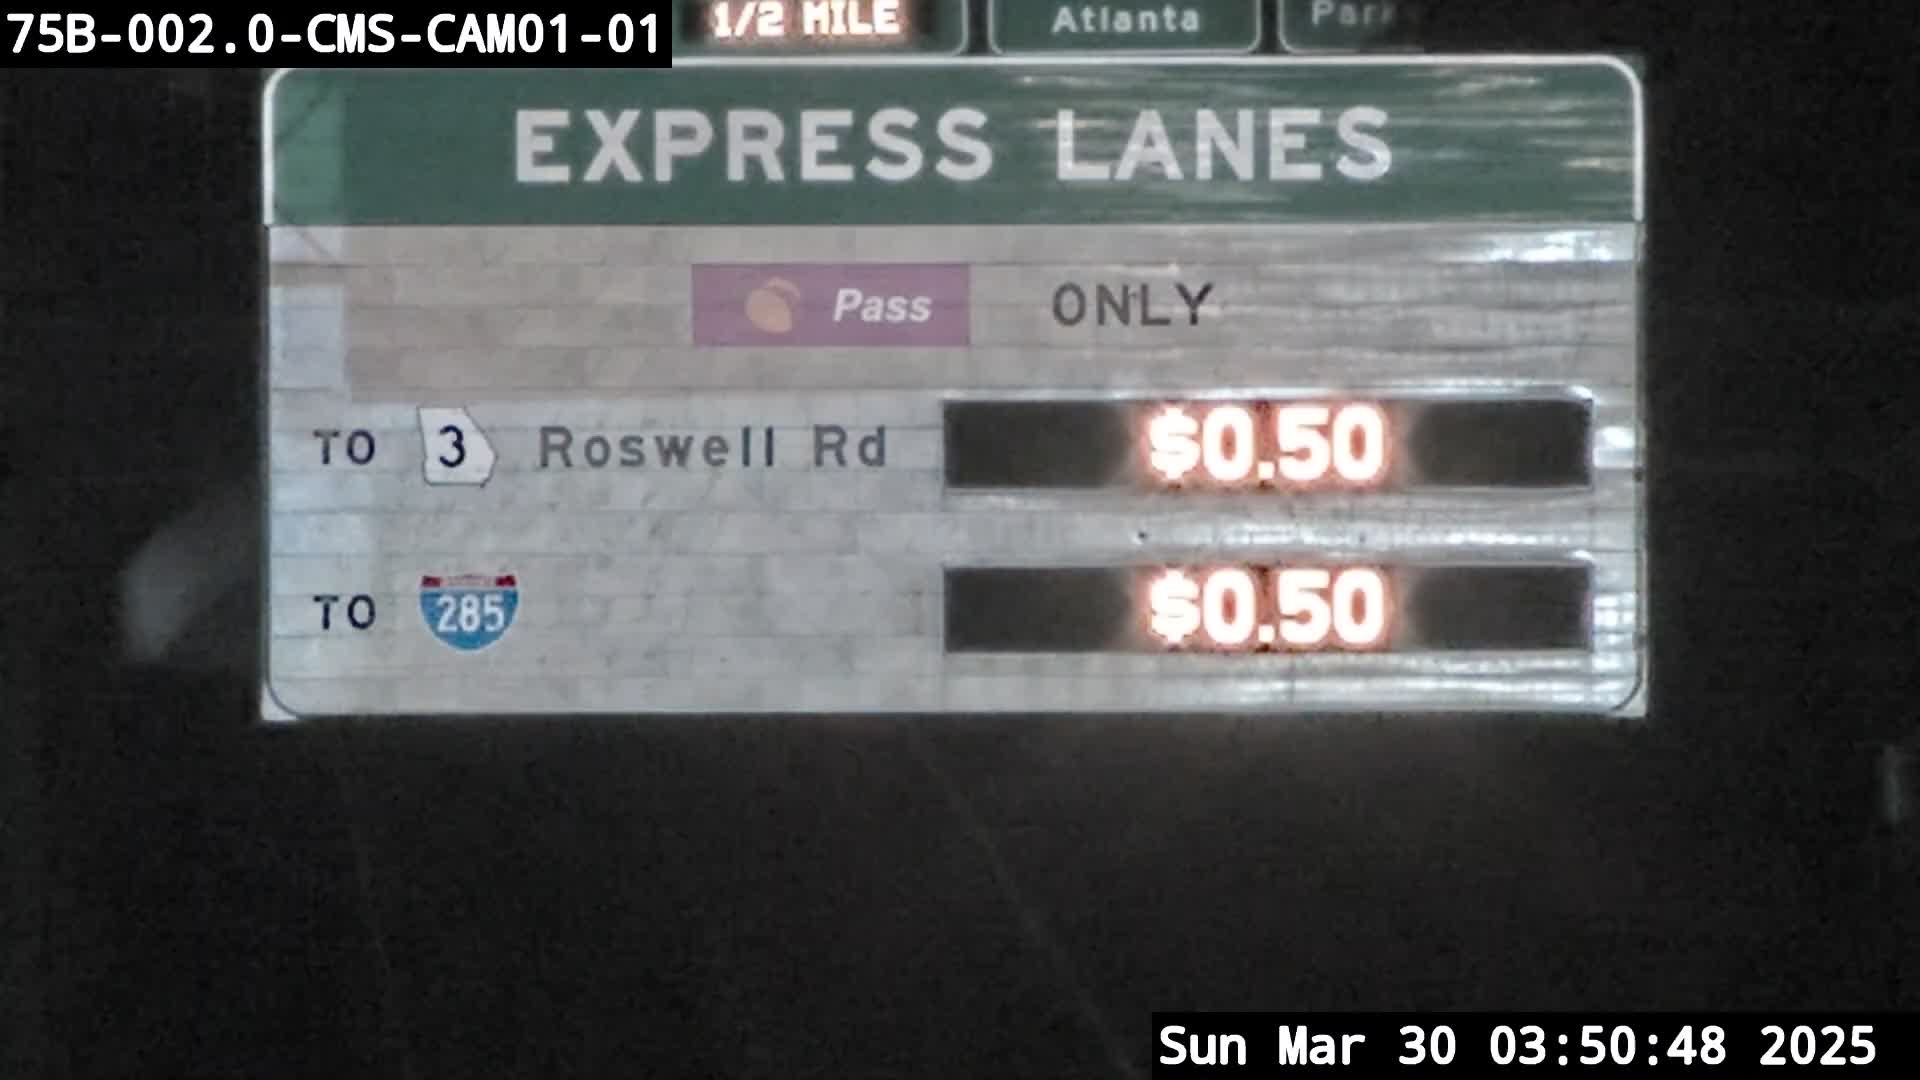 75B-002.0-CMS-CAM01-01
1/2 MILE
Atlanta
EXPRESS LANES
Pass ONLY
TO 3 Roswell Rd $0.50
TO 285 $0.50
Sun Mar 30 03:50:48 2025